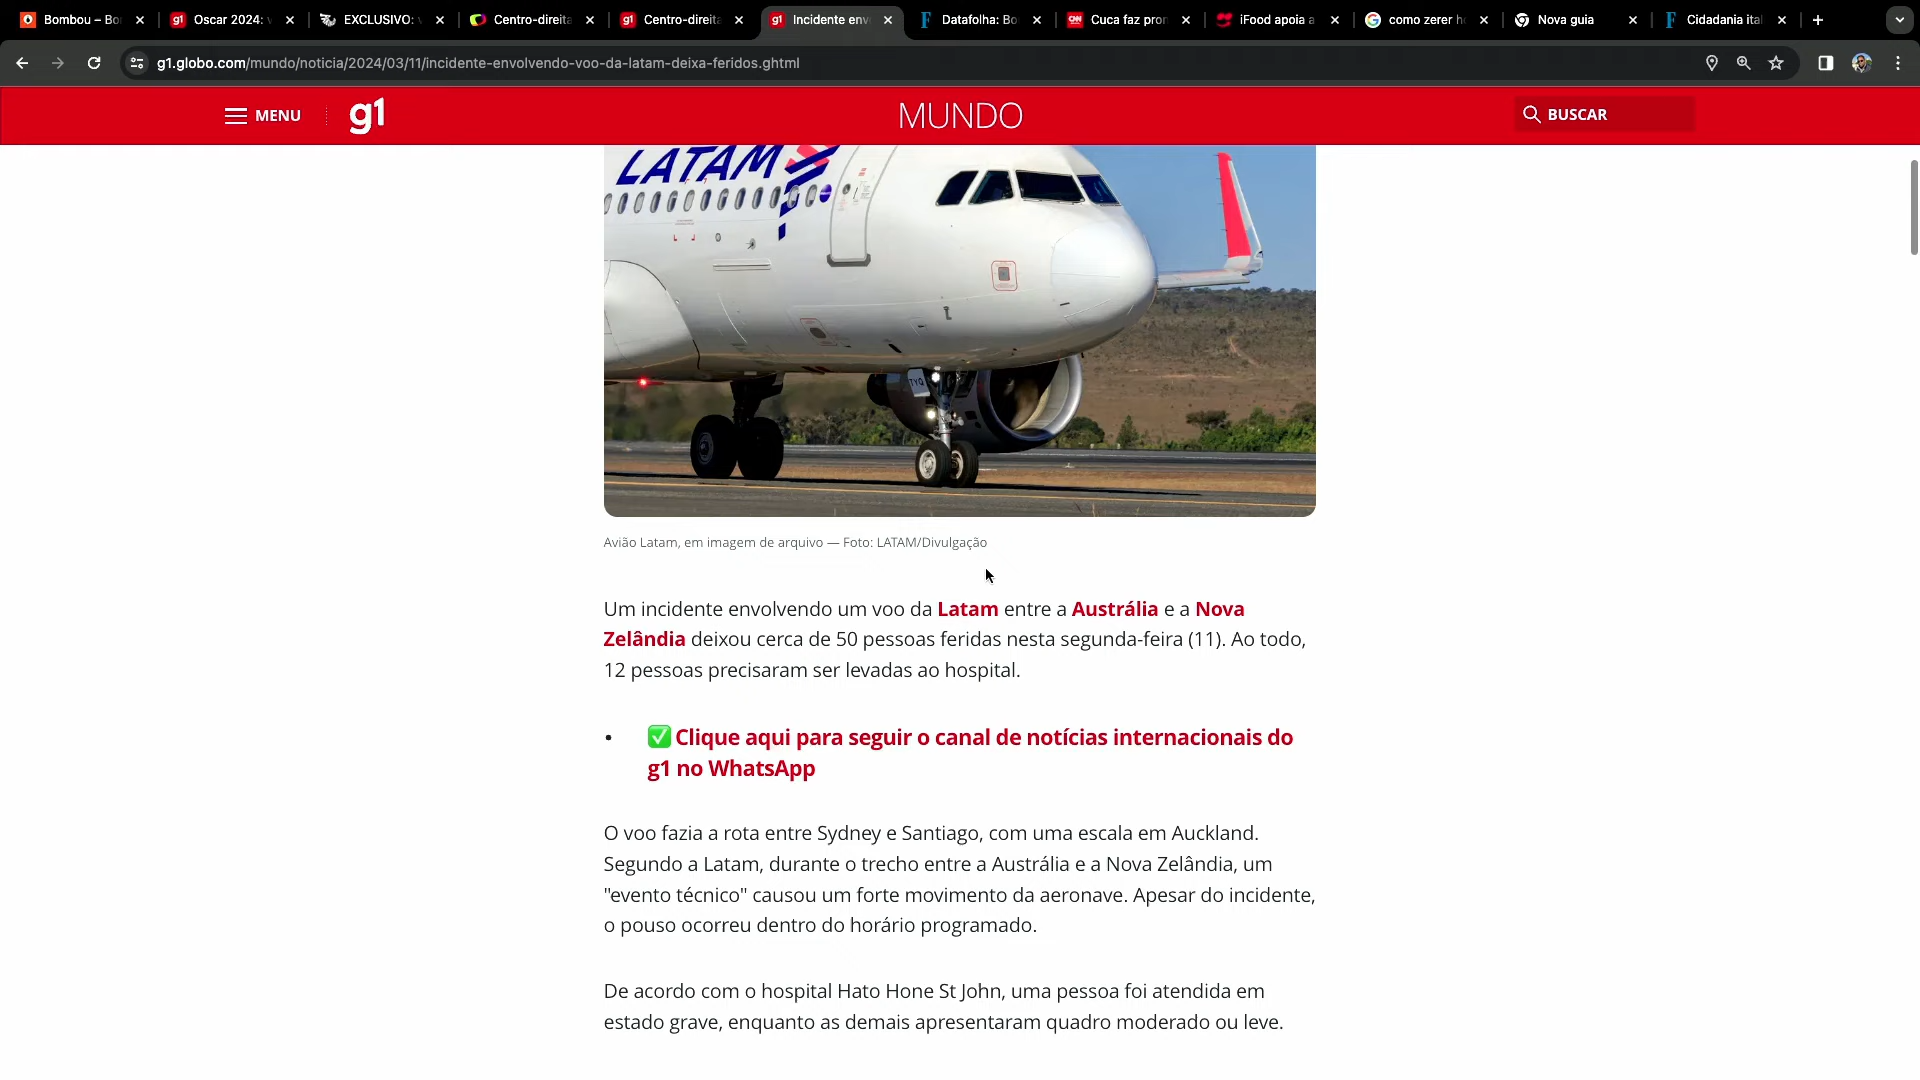 Bombou – Bo
Oscar 2024: v
EXCLUSIVO: v
Centro-direita
Centro-direita
Incidente env
Datafolha: Bo
Cuca faz pron
iFood apoia a
como zerer h
Nova guia
Cidadania ital
g1.globo.com/mundo/noticia/2024/03/11/incidente-envolvendo-voo-da-latam-deixa-feridos.ghtml
MENU
g1
MUNDO
BUSCAR
LATAM
TYQ
Avião Latam, em imagem de arquivo — Foto: LATAM/Divulgação
Um incidente envolvendo um voo da Latam entre a Austrália e a Nova
Zelândia deixou cerca de 50 pessoas feridas nesta segunda-feira (11). Ao todo,
12 pessoas precisaram ser levadas ao hospital.
• ✅ Clique aqui para seguir o canal de notícias internacionais do
g1 no WhatsApp
O voo fazia a rota entre Sydney e Santiago, com uma escala em Auckland.
Segundo a Latam, durante o trecho entre a Austrália e a Nova Zelândia, um
"evento técnico" causou um forte movimento da aeronave. Apesar do incidente,
o pouso ocorreu dentro do horário programado.
De acordo com o hospital Hato Hone St John, uma pessoa foi atendida em
estado grave, enquanto as demais apresentaram quadro moderado ou leve.